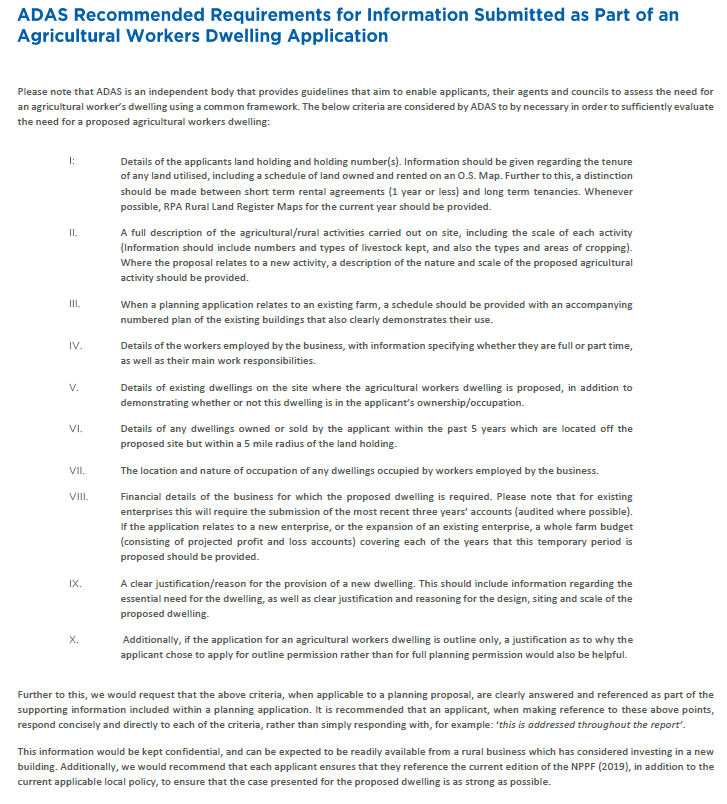 ADAS Recommended Requirements for Information Submitted as Part of an
Agricultural Workers Dwelling Application
Please note that ADAS is an independent body that provides guidelines that aim to enable applicants, their agents and councils to assess the need for
an agricultural worker's dwelling using a common framework. The below criteria are considered by ADAS to by necessary in order to sufficiently evaluate
the need for a proposed agricultural workers dwelling:
I: Details of the applicants land holding and holding number(s). Information should be given regarding the tenure
of any land utilised, including a schedule of land owned and rented on an O.S. Map. Further to this, a distinction
should be made between short term rental agreements (1 year or less) and long term tenancies. Whenever
possible, RPA Rural Land Register Maps for the current year should be provided.
II. A full description of the agricultural/rural activities carried out on site, including the scale of each activity
(Information should include numbers and types of livestock kept, and also the types and areas of cropping).
Where the proposal relates to a new activity, a description of the nature and scale of the proposed agricultural
activity should be provided.
III. When a planning application relates to an existing farm, a schedule should be provided with an accompanying
numbered plan of the existing buildings that also clearly demonstrates their use.
IV. Details of the workers employed by the business, with information specifying whether they are full or part time,
as well as their main work responsibilities.
V. Details of existing dwellings on the site where the agricultural workers dwelling is proposed, in addition to
demonstrating whether or not this dwelling is in the applicant's ownership/occupation.
VI. Details of any dwellings owned or sold by the applicant within the past 5 years which are located off the
proposed site but within a 5 mile radius of the land holding.
VII. The location and nature of occupation of any dwellings occupied by workers employed by the business.
VIII. Financial details of the business for which the proposed dwelling is required. Please note that for existing
enterprises this will require the submission of the most recent three years' accounts (audited where possible).
If the application relates to a new enterprise, or the expansion of an existing enterprise, a whole farm budget
(consisting of projected profit and loss accounts) covering each of the years that this temporary period is
proposed should be provided.
IX. A clear justification/reason for the provision of a new dwelling. This should include information regarding the
essential need for the dwelling, as well as clear justification and reasoning for the design, siting and scale of the
proposed dwelling.
X. Additionally, if the application for an agricultural workers dwelling is outline only, a justification as to why the
applicant chose to apply for outline permission rather than for full planning permission would also be helpful.
Further to this, we would request that the above criteria, when applicable to a planning proposal, are clearly answered and referenced as part of the
supporting information included within a planning application. It is recommended that an applicant, when making reference to these above points,
respond concisely and directly to each of the criteria, rather than simply responding with, for example: 'this is addressed throughout the report'.
This information would be kept confidential, and can be expected to be readily available from a rural business which has considered investing in a new
building. Additionally, we would recommend that each applicant ensures that they reference the current edition of the NPPF (2019), in addition to the
current applicable local policy, to ensure that the case presented for the proposed dwelling is as strong as possible.